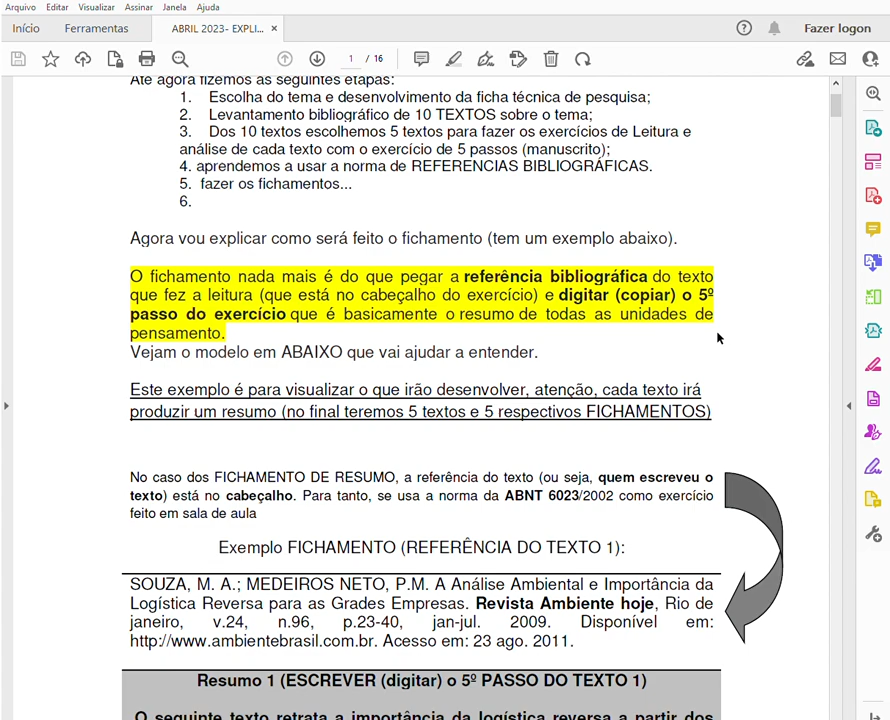 Arquivo Editar Visualizar Assinar Janela Ajuda
Início Ferramentas ABRIL 2023- EXPLI... × Fazer logon
1 / 16
Até agora fizemos as seguintes etapas:
1. Escolha do tema e desenvolvimento da ficha técnica de pesquisa;
2. Levantamento bibliográfico de 10 TEXTOS sobre o tema;
3. Dos 10 textos escolhemos 5 textos para fazer os exercícios de Leitura e
análise de cada texto com o exercício de 5 passos (manuscrito);
4. aprendemos a usar a norma de REFERENCIAS BIBLIOGRÁFICAS.
5. fazer os fichamentos...
6.
Agora vou explicar como será feito o fichamento (tem um exemplo abaixo).
O fichamento nada mais é do que pegar a referência bibliográfica do texto
que fez a leitura (que está no cabeçalho do exercício) e digitar (copiar) o 5º
passo do exercício que é basicamente o resumo de todas as unidades de
pensamento.
Vejam o modelo em ABAIXO que vai ajudar a entender.
Este exemplo é para visualizar o que irão desenvolver, atenção, cada texto irá
produzir um resumo (no final teremos 5 textos e 5 respectivos FICHAMENTOS)
No caso dos FICHAMENTO DE RESUMO, a referência do texto (ou seja, quem escreveu o
texto) está no cabeçalho. Para tanto, se usa a norma da ABNT 6023/2002 como exercício
feito em sala de aula
Exemplo FICHAMENTO (REFERÊNCIA DO TEXTO 1):
SOUZA, M. A.; MEDEIROS NETO, P.M. A Análise Ambiental e Importância da
Logística Reversa para as Grades Empresas. Revista Ambiente hoje, Rio de
janeiro, v.24, n.96, p.23-40, jan-jul. 2009. Disponível em:
http://www.ambientebrasil.com.br. Acesso em: 23 ago. 2011.
Resumo 1 (ESCREVER (digitar) o 5º PASSO DO TEXTO 1)
O seguinte texto retrata a importância da logística reversa a partir dos